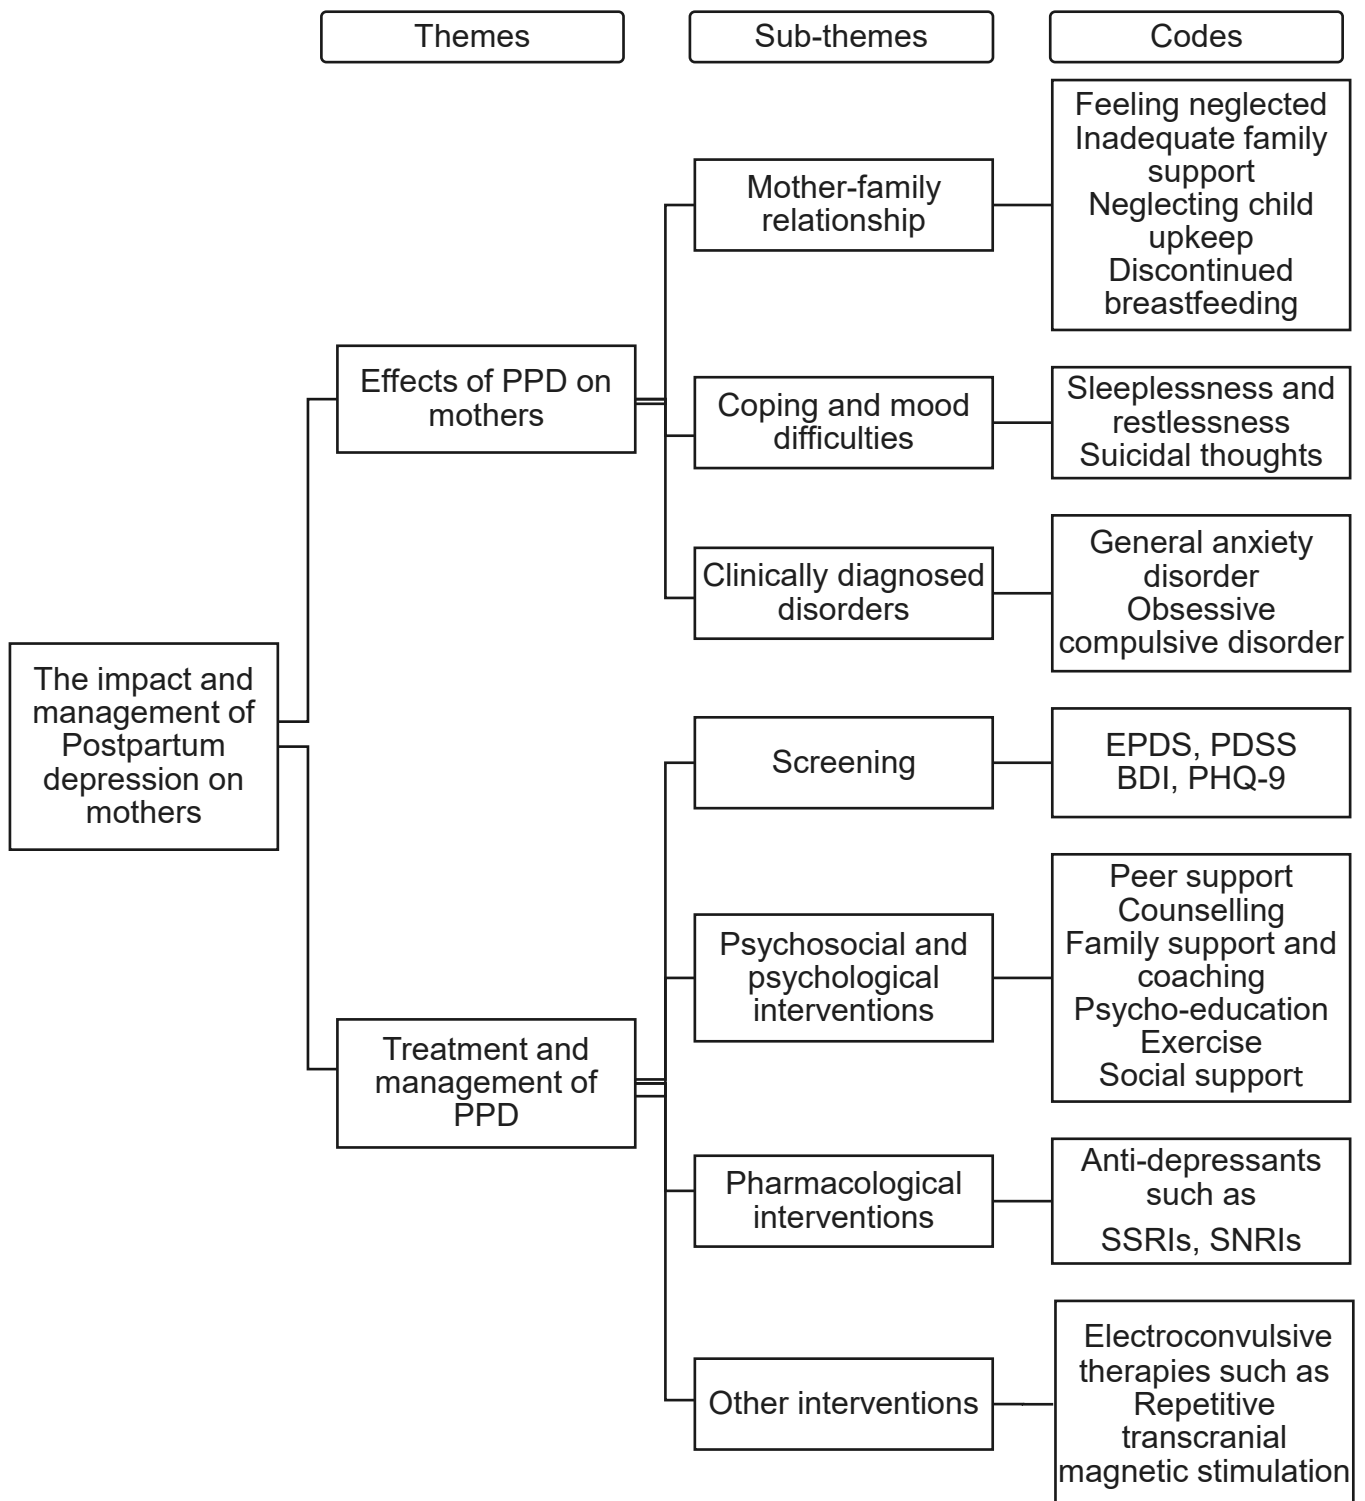 Themes
Sub-themes
Codes
The impact and
management of
Postpartum
depression on
mothers
Effects of PPD on
mothers
Mother-family
relationship
Feeling neglected
Inadequate family
support
Neglecting child
upkeep
Discontinued
breastfeeding
Coping and mood
difficulties
Sleeplessness and
restlessness
Suicidal thoughts
Clinically diagnosed
disorders
General anxiety
disorder
Obsessive
compulsive disorder
Treatment and
management of
PPD
Screening
EPDS, PDSS
BDI, PHQ-9
Psychosocial and
psychological
interventions
Peer support
Counselling
Family support and
coaching
Psycho-education
Exercise
Social support
Pharmacological
interventions
Anti-depressants
such as
SSRIs, SNRIs
Other interventions
Electroconvulsive
therapies such as
Repetitive
transcranial
magnetic stimulation